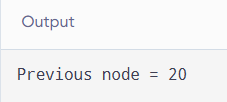 Output
Previous node = 20